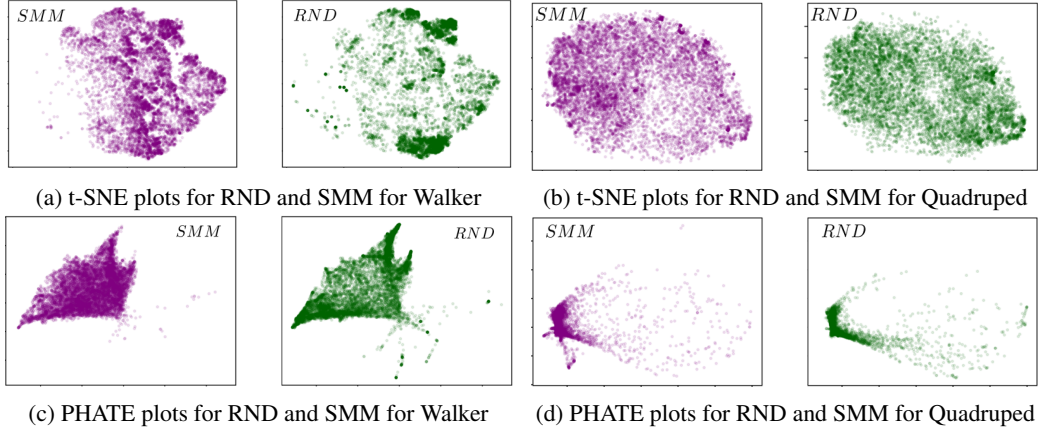 SMM
RND
SMM
RND
(a) t-SNE plots for RND and SMM for Walker
(b) t-SNE plots for RND and SMM for Quadruped
SMM
RND
SMM
RND
(c) PHATE plots for RND and SMM for Walker
(d) PHATE plots for RND and SMM for Quadruped